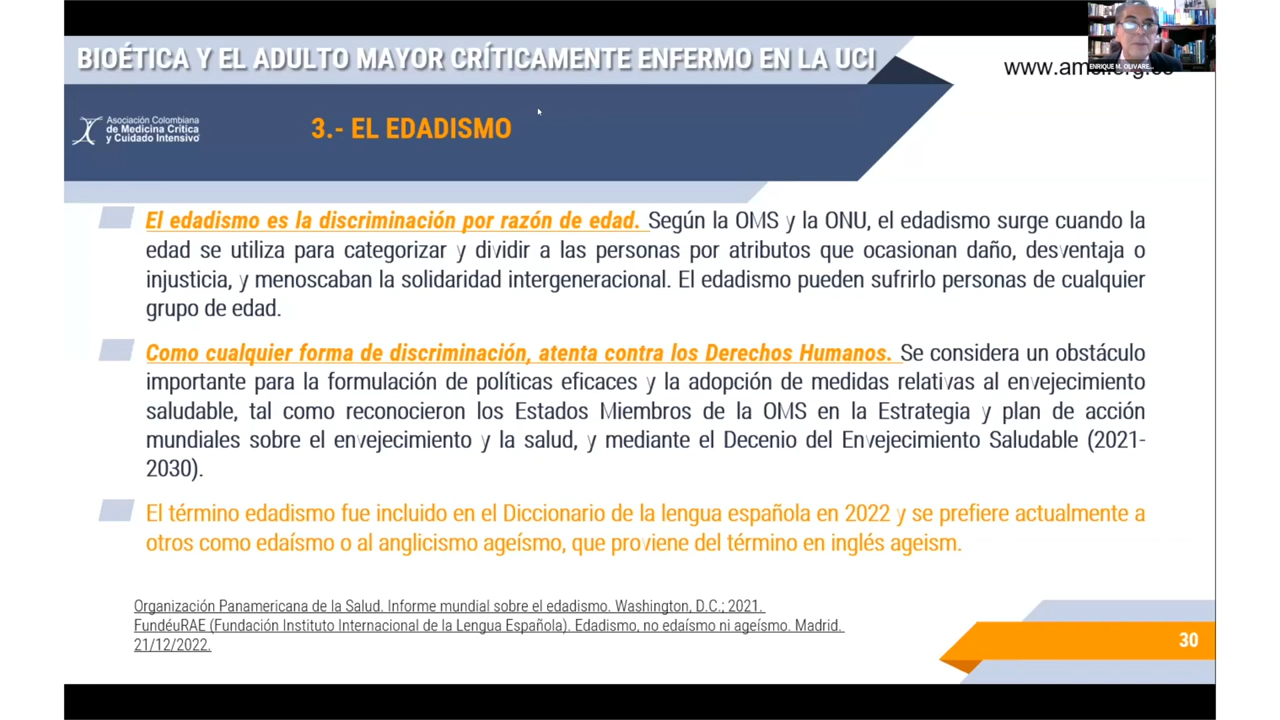 BIOÉTICA Y EL ADULTO MAYOR CRÍTICAMENTE ENFERMO EN LA UCI
ENRIQUE M. OLIVARE...
Asociación Colombiana
de Medicina Crítica
y Cuidado Intensivo
3.- EL EDADISMO
El edadismo es la discriminación por razón de edad. Según la OMS y la ONU, el edadismo surge cuando la
edad se utiliza para categorizar y dividir a las personas por atributos que ocasionan daño, desventaja o
injusticia, y menoscaban la solidaridad intergeneracional. El edadismo pueden sufrirlo personas de cualquier
grupo de edad.
Como cualquier forma de discriminación, atenta contra los Derechos Humanos. Se considera un obstáculo
importante para la formulación de políticas eficaces y la adopción de medidas relativas al envejecimiento
saludable, tal como reconocieron los Estados Miembros de la OMS en la Estrategia y plan de acción
mundiales sobre el envejecimiento y la salud, y mediante el Decenio del Envejecimiento Saludable (2021-
2030).
El término edadismo fue incluido en el Diccionario de la lengua española en 2022 y se prefiere actualmente a
otros como edaísmo o al anglicismo ageísmo, que proviene del término en inglés ageism.
Organización Panamericana de la Salud. Informe mundial sobre el edadismo. Washington, D.C.; 2021.
FundéuRAE (Fundación Instituto Internacional de la Lengua Española). Edadismo, no edaísmo ni ageísmo. Madrid.
21/12/2022.
30